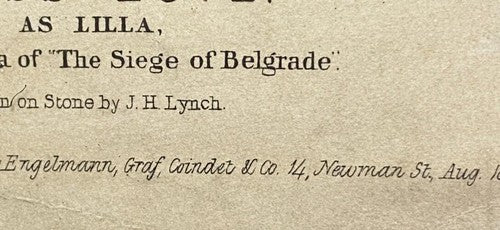 AS LILLA,
of "The Siege of Belgrade".
on Stone by J. H. Lynch.
Engelmann, Graf, Coindet & Co. 14, Newman St., Aug.